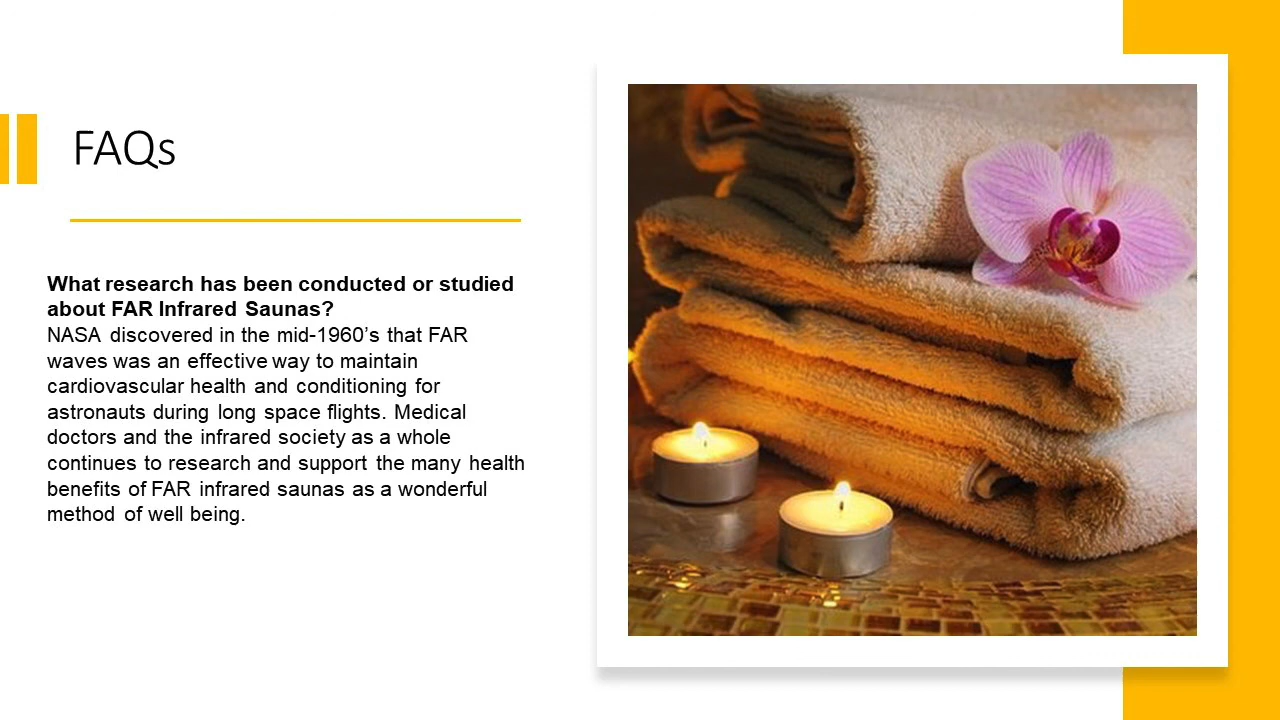 FAQs
What research has been conducted or studied
about FAR Infrared Saunas?
NASA discovered in the mid-1960’s that FAR
waves was an effective way to maintain
cardiovascular health and conditioning for
astronauts during long space flights. Medical
doctors and the infrared society as a whole
continues to research and support the many health
benefits of FAR infrared saunas as a wonderful
method of well being.